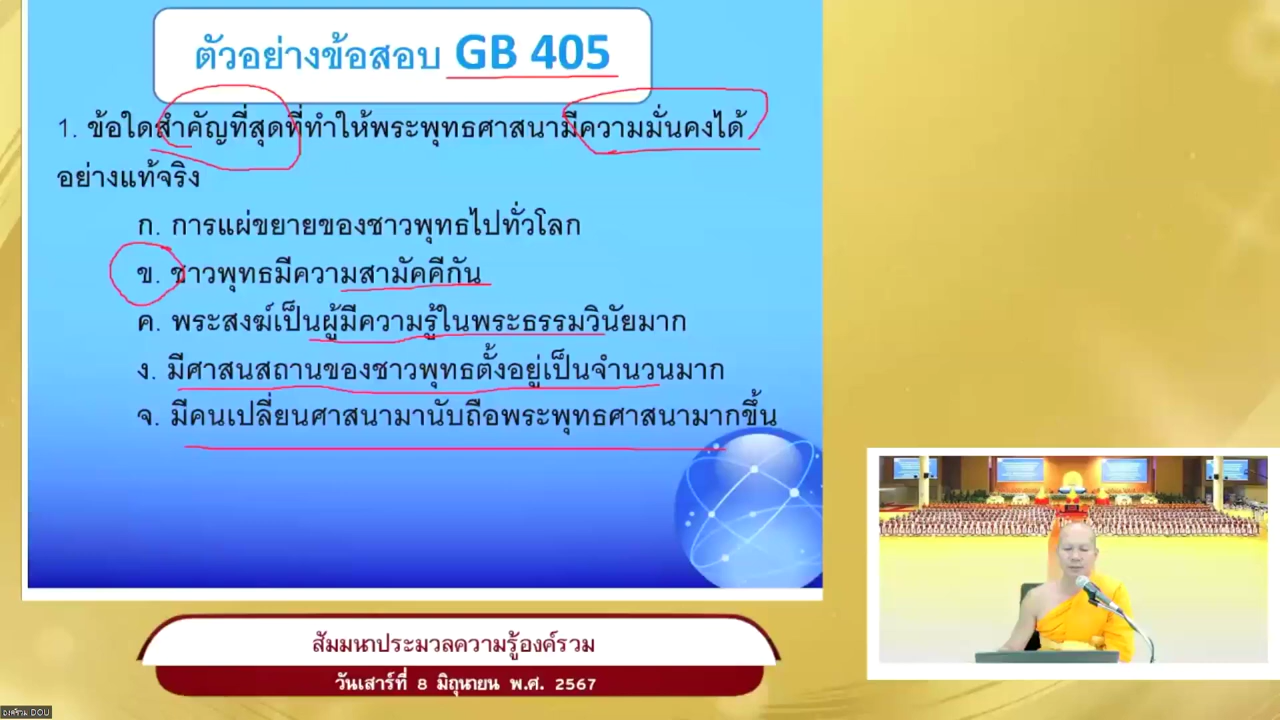 ตัวอย่างข้อสอบ GB 405
1. ข้อใดสำคัญที่สุดที่ทำให้พระพุทธศาสนามีความมั่นคงได้
อย่างแท้จริง
ก. การแผ่ขยายของชาวพุทธไปทั่วโลก
ข. ชาวพุทธมีความสามัคคีกัน
ค. พระสงฆ์เป็นผู้มีความรู้ในพระธรรมวินัยมาก
ง. มีศาสนสถานของชาวพุทธตั้งอยู่เป็นจำนวนมาก
จ. มีคนเปลี่ยนศาสนามานับถือพระพุทธศาสนามากขึ้น
สัมมนาประมวลความรู้องค์รวม
วันเสาร์ที่ 8 มิถุนายน พ.ศ. 2567